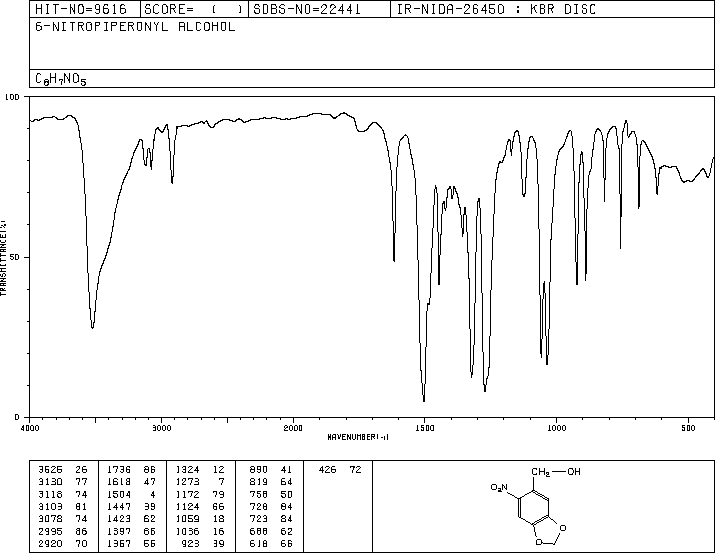 HIT-NO=9616 SCORE= ( ) SDBS-NO=22441 IR-NIDA-26450 : KBR DISC
6-NITROPIPERONYL ALCOHOL
C8H7NO5
100
50
0
TRANSMITTANCE(%)
4000 3000 2000 1500 1000 500
WAVENUMBER(-1)
3525 26 1736 86 1324 12 890 41 426 72
3130 77 1618 47 1273 7 819 64
3118 74 1504 4 1172 79 758 50
3103 81 1447 39 1124 66 728 84
3078 74 1423 62 1059 18 723 84
2995 86 1397 66 1036 16 688 62
2920 70 1357 55 923 39 618 66
CH2—OH
NO2
O
O